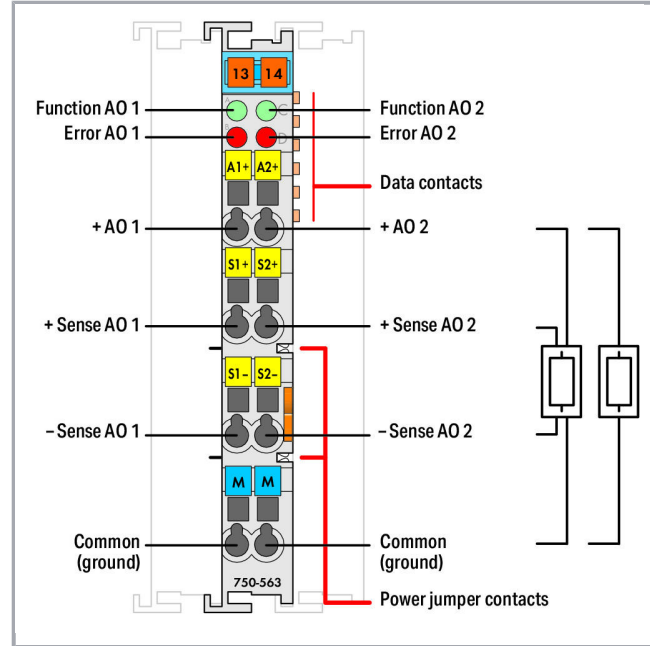 13 14
A C
Function AO 1
Function AO 2
B D
Error AO 1
Error AO 2
A1+ A2+
Data contacts
+ AO 1
+ AO 2
S1+ S2+
+ Sense AO 1
+ Sense AO 2
S1− S2−
− Sense AO 1
− Sense AO 2
M M
Common
(ground)
Common
(ground)
750-563
Power jumper contacts